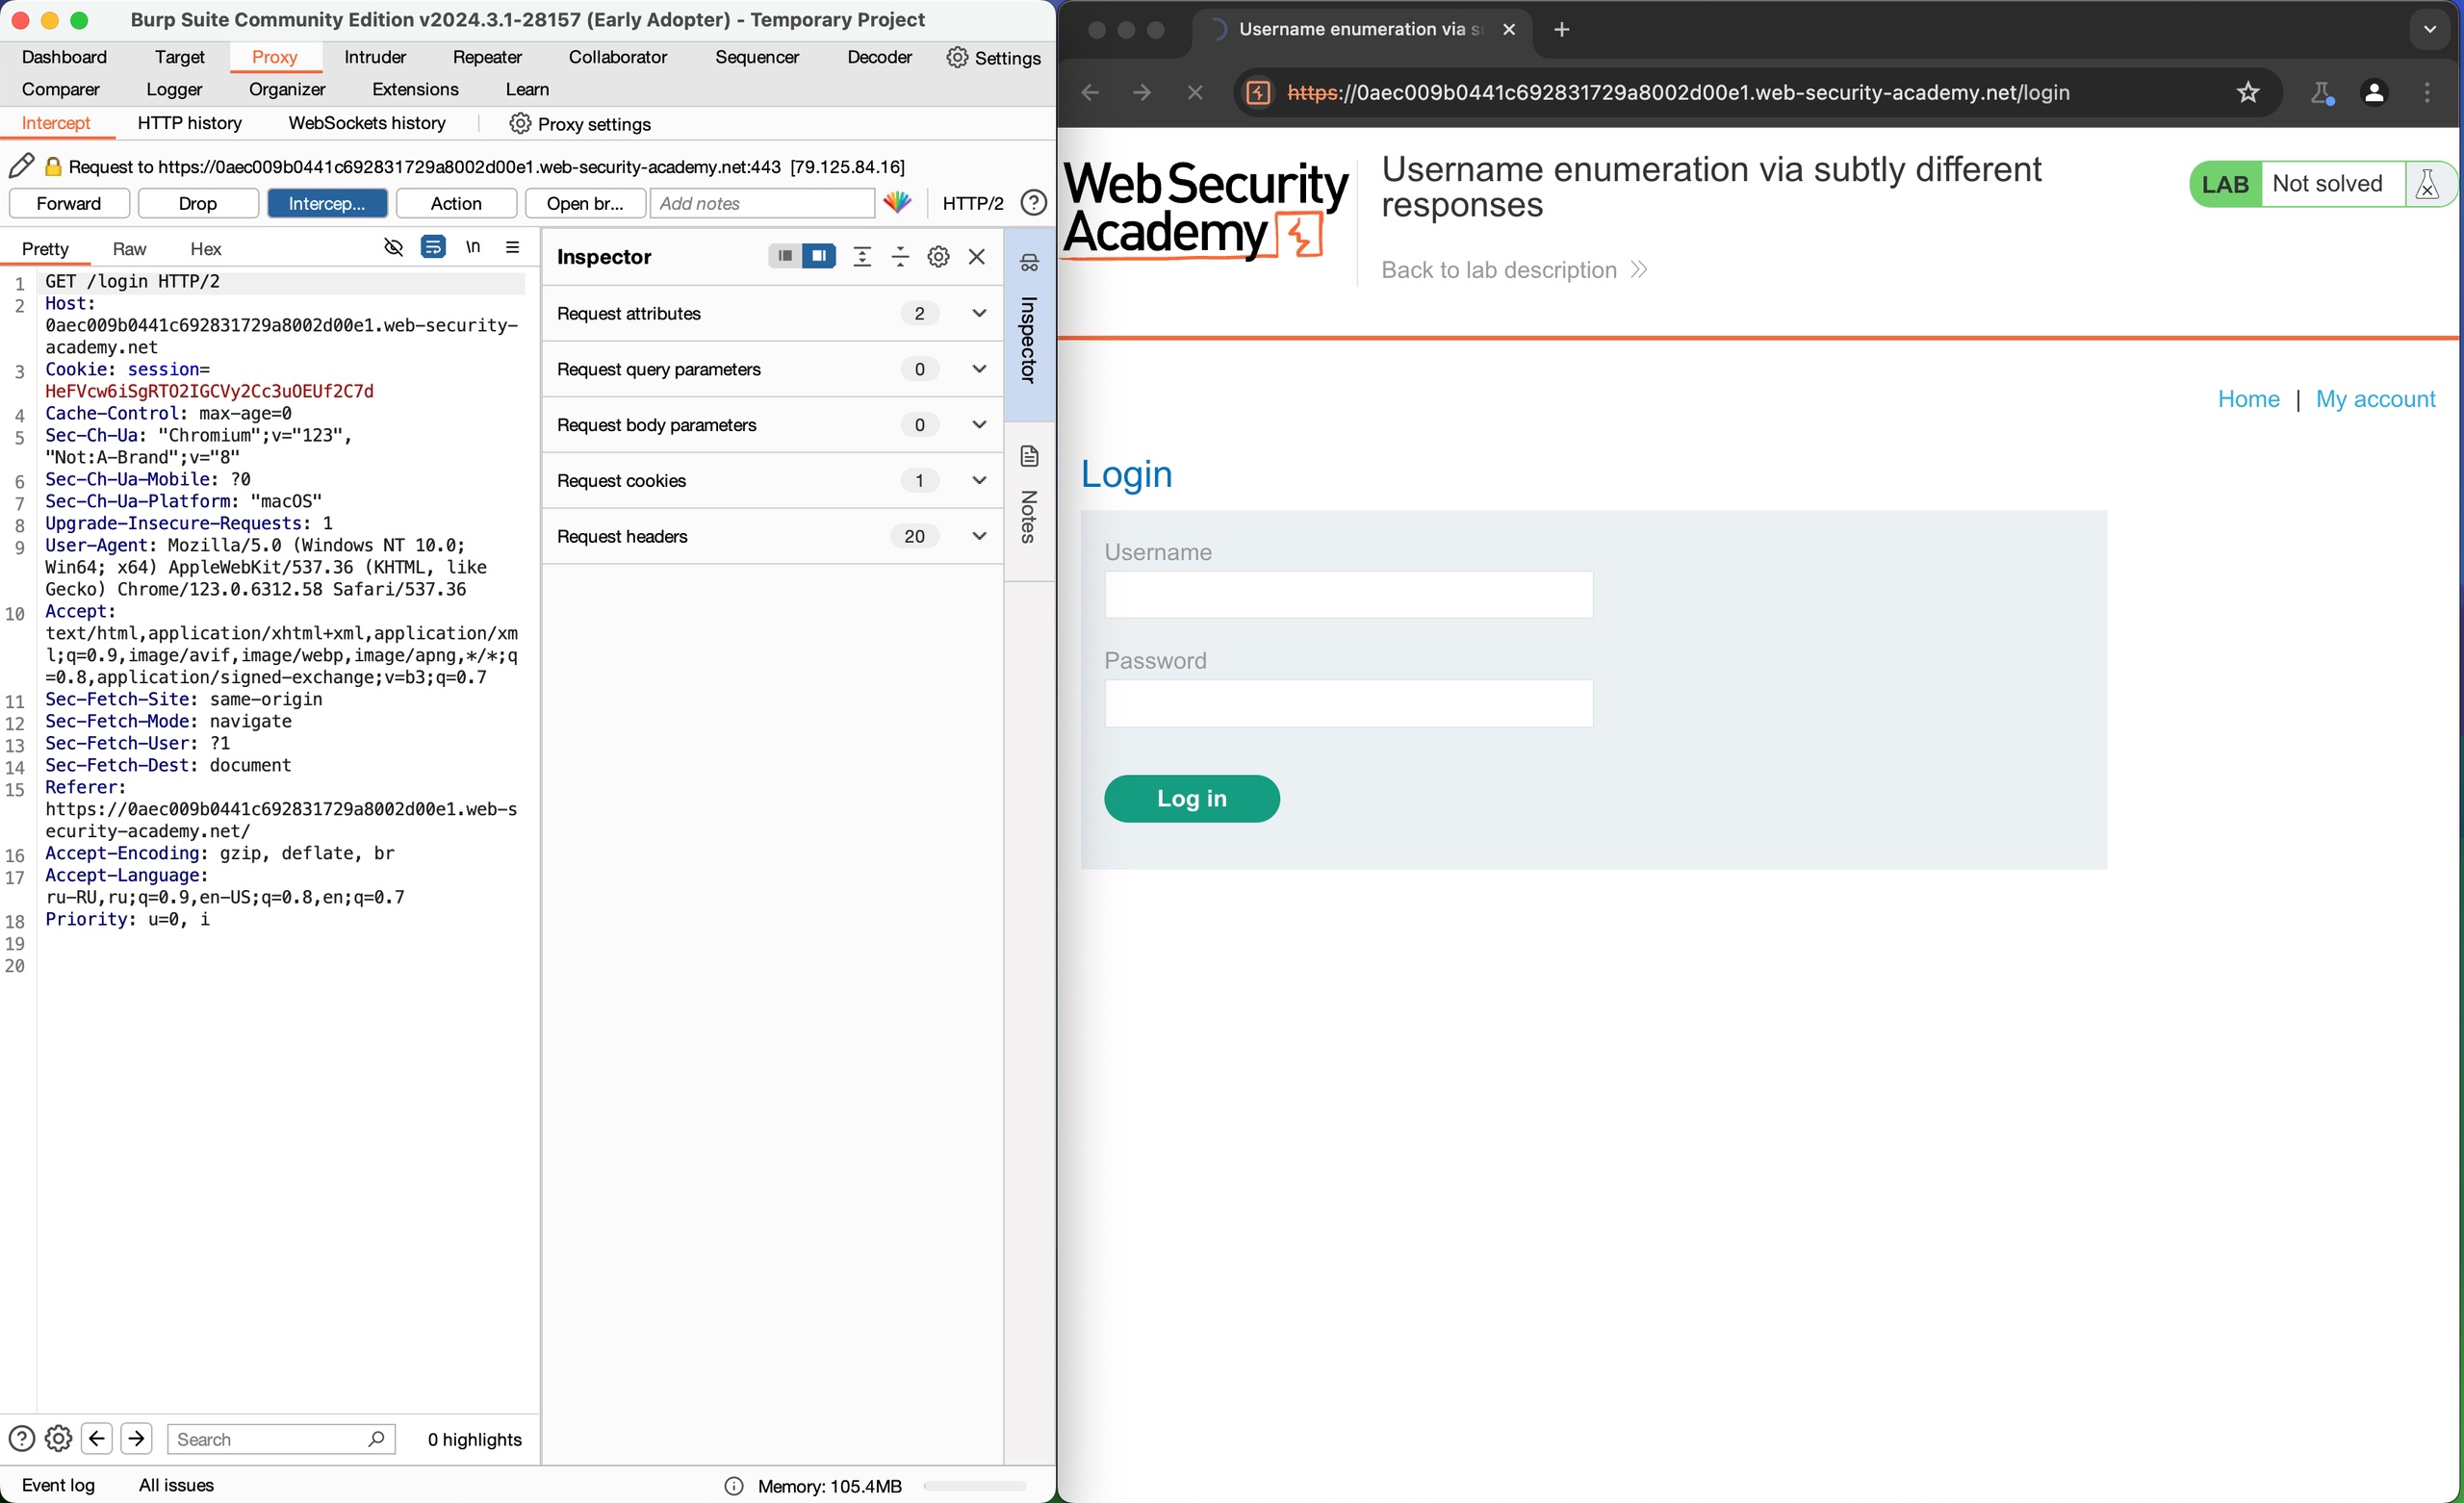 Burp Suite Community Edition v2024.3.1-28157 (Early Adopter) - Temporary Project
Dashboard Target Proxy Intruder Repeater Collaborator Sequencer Decoder Settings
Comparer Logger Organizer Extensions Learn
Intercept HTTP history WebSockets history Proxy settings
Request to https://0aec009b0441c692831729a8002d00e1.web-security-academy.net:443 [79.125.84.16]
Forward Drop Intercep... Action Open br... Add notes HTTP/2
Pretty Raw Hex \n
1 GET /login HTTP/2
2 Host:
0aec009b0441c692831729a8002d00e1.web-security-
academy.net
3 Cookie: session=
HeFVcw6iSgRTO2IGCVy2Cc3uOEUf2C7d
4 Cache-Control: max-age=0
5 Sec-Ch-Ua: "Chromium";v="123",
"Not:A-Brand";v="8"
6 Sec-Ch-Ua-Mobile: ?0
7 Sec-Ch-Ua-Platform: "macOS"
8 Upgrade-Insecure-Requests: 1
9 User-Agent: Mozilla/5.0 (Windows NT 10.0;
Win64; x64) AppleWebKit/537.36 (KHTML, like
Gecko) Chrome/123.0.6312.58 Safari/537.36
10 Accept:
text/html,application/xhtml+xml,application/xm
l;q=0.9,image/avif,image/webp,image/apng,*/*;q
=0.8,application/signed-exchange;v=b3;q=0.7
11 Sec-Fetch-Site: same-origin
12 Sec-Fetch-Mode: navigate
13 Sec-Fetch-User: ?1
14 Sec-Fetch-Dest: document
15 Referer:
https://0aec009b0441c692831729a8002d00e1.web-s
ecurity-academy.net/
16 Accept-Encoding: gzip, deflate, br
17 Accept-Language:
ru-RU,ru;q=0.9,en-US;q=0.8,en;q=0.7
18 Priority: u=0, i
19
20
Search 0 highlights
Inspector
Request attributes 2
Request query parameters 0
Request body parameters 0
Request cookies 1
Request headers 20
Inspector
Notes
Event log All issues Memory: 105.4MB
Username enumeration via s
https://0aec009b0441c692831729a8002d00e1.web-security-academy.net/login
Web Security
Academy
Username enumeration via subtly different
responses
Back to lab description
LAB Not solved
Home | My account
Login
Username
Password
Log in